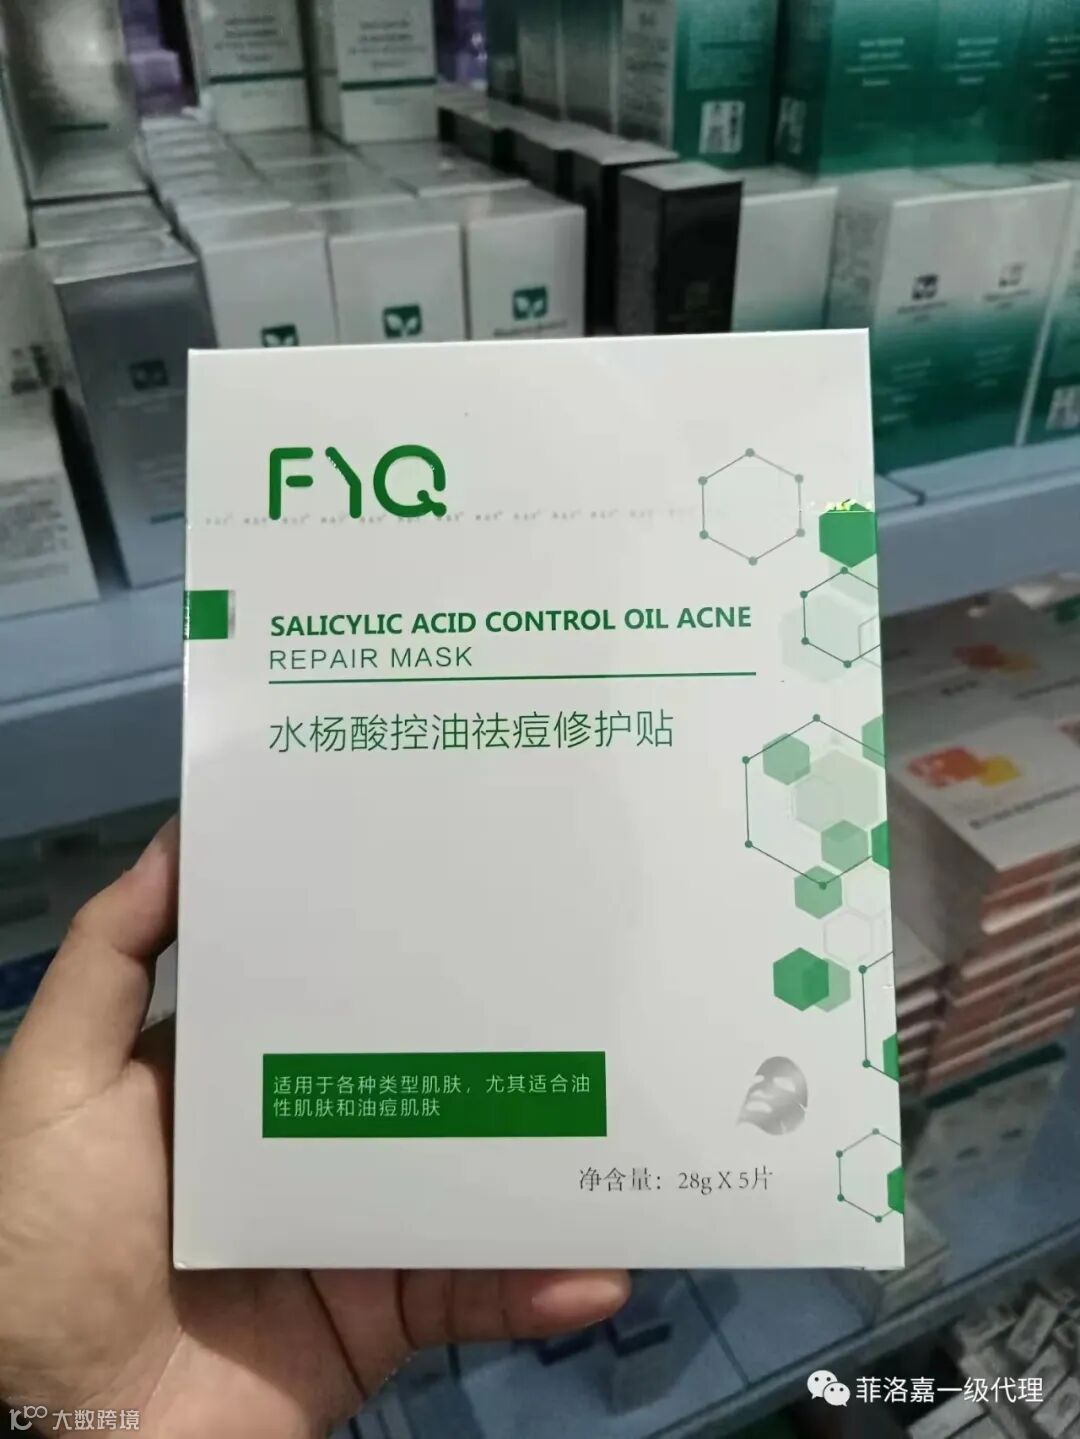 FYQ
SALICYLIC ACID CONTROL OIL ACNE
REPAIR MASK
水杨酸控油祛痘修护贴
适用于各种类型肌肤，尤其适合油
性肌肤和油痘肌肤
净含量：28g X 5片
菲洛嘉一级代理
大数跨境